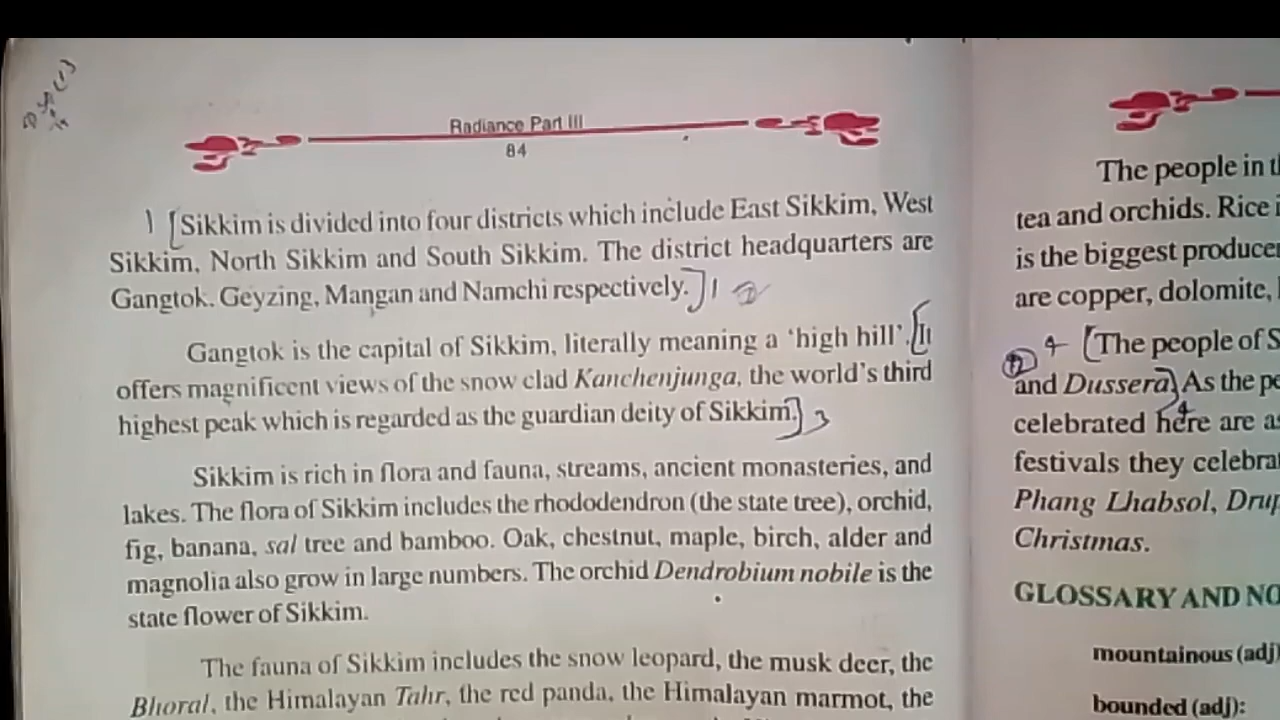 Radiance Part III
84
1 [Sikkim is divided into four districts which include East Sikkim, West
Sikkim, North Sikkim and South Sikkim. The district headquarters are
Gangtok. Geyzing, Mangan and Namchi respectively.]1
Gangtok is the capital of Sikkim, literally meaning a ‘high hill’.[It
offers magnificent views of the snow clad Kanchenjunga, the world's third
highest peak which is regarded as the guardian deity of Sikkim.]3
Sikkim is rich in flora and fauna, streams, ancient monasteries, and
lakes. The flora of Sikkim includes the rhododendron (the state tree), orchid,
fig, banana, sal tree and bamboo. Oak, chestnut, maple, birch, alder and
magnolia also grow in large numbers. The orchid Dendrobium nobile is the
state flower of Sikkim.
The fauna of Sikkim includes the snow leopard, the musk deer, the
Bhoral, the Himalayan Tahr, the red panda, the Himalayan marmot, the
The people in
tea and orchids. Rice
is the biggest
are copper, dolomite,
4 [The people of
and Dussera] As the
celebrated here are
festivals they
Phang Lhabsol,
Christmas.
GLOSSARY AND
mountainous (adj)
bounded (adj):